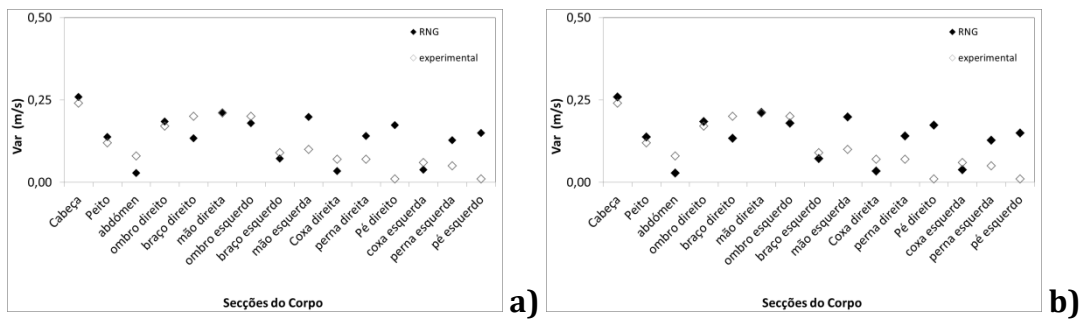 0,50
0,25
0,00
Var (m/s)
RNG
experimental
Cabeça
Peito
abdómen
ombro direito
braço direito
mão direita
ombro esquerdo
braço esquerdo
mão esquerda
Coxa direita
perna direita
Pé direito
coxa esquerda
perna esquerda
pé esquerdo
Secções do Corpo
a)
0,50
0,25
0,00
Var (m/s)
RNG
experimental
Cabeça
Peito
abdómen
ombro direito
braço direito
mão direita
ombro esquerdo
braço esquerdo
mão esquerda
Coxa direita
perna direita
Pé direito
coxa esquerda
perna esquerda
pé esquerdo
Secções do Corpo
b)